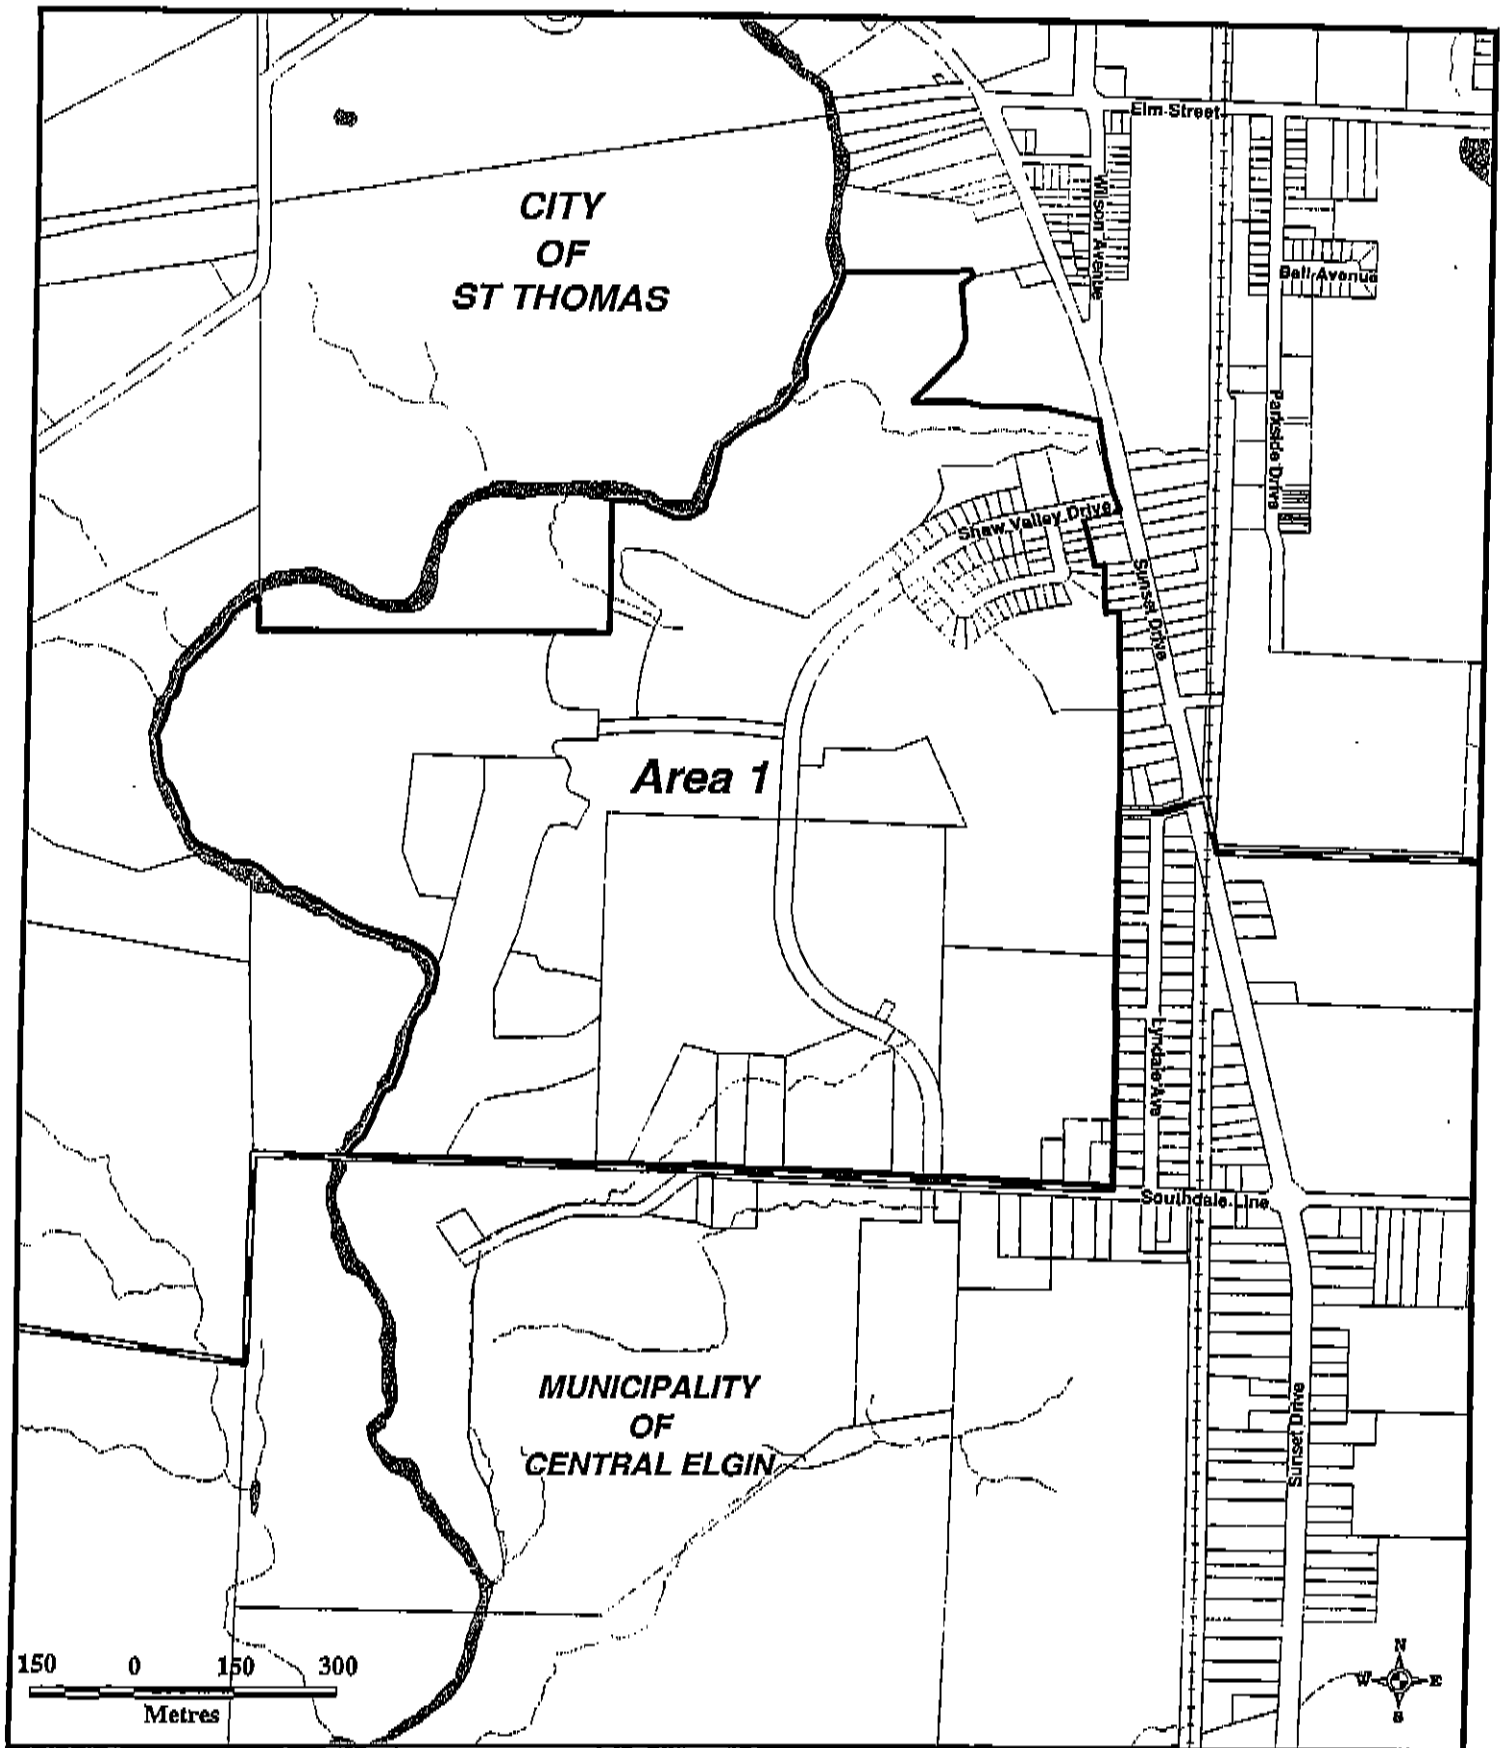 Elm Street
CITY
OF
ST THOMAS
Wilson Avenue
Ball Avenue
Parkside Drive
Shaw Valley Drive
Sunset Drive
Area 1
Lyndale Ave
Southdale Line
MUNICIPALITY
OF
CENTRAL ELGIN
Sunset Drive
150 0 150 300
Metres
N
W E
S